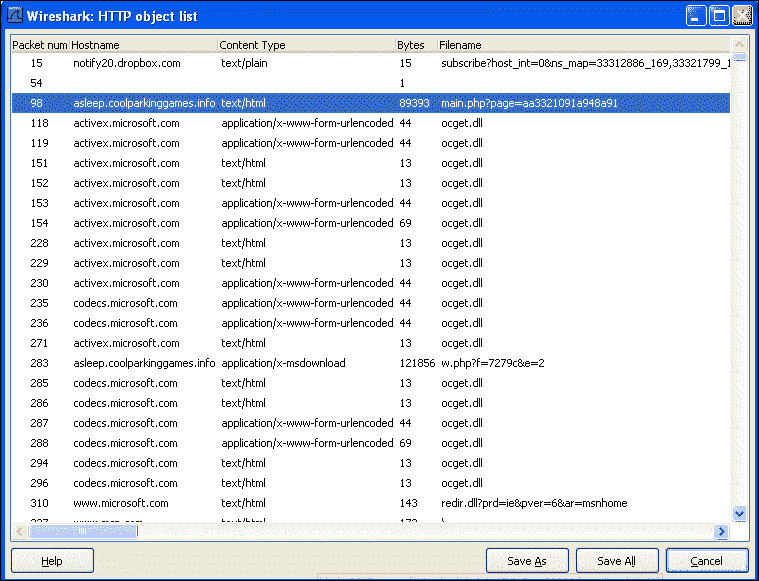 Wireshark: HTTP object list
Packet num Hostname Content Type Bytes Filename
15 notify20.dropbox.com text/plain 15 subscribe?host_int=0&ns_map=33312886_169,33321799_1
54 1
98 asleep.coolparkinggames.info text/html 89393 main.php?page=aa3321091a948a91
118 activex.microsoft.com application/x-www-form-urlencoded 44 ocget.dll
119 activex.microsoft.com application/x-www-form-urlencoded 44 ocget.dll
151 activex.microsoft.com text/html 13 ocget.dll
152 activex.microsoft.com text/html 13 ocget.dll
153 activex.microsoft.com application/x-www-form-urlencoded 44 ocget.dll
154 activex.microsoft.com application/x-www-form-urlencoded 69 ocget.dll
228 activex.microsoft.com text/html 13 ocget.dll
229 activex.microsoft.com text/html 13 ocget.dll
230 activex.microsoft.com application/x-www-form-urlencoded 44 ocget.dll
235 codecs.microsoft.com application/x-www-form-urlencoded 44 ocget.dll
236 codecs.microsoft.com application/x-www-form-urlencoded 44 ocget.dll
271 activex.microsoft.com text/html 13 ocget.dll
283 asleep.coolparkinggames.info application/x-msdownload 121856 w.php?f=7279c&e=2
285 codecs.microsoft.com text/html 13 ocget.dll
286 codecs.microsoft.com text/html 13 ocget.dll
287 codecs.microsoft.com application/x-www-form-urlencoded 44 ocget.dll
288 codecs.microsoft.com application/x-www-form-urlencoded 69 ocget.dll
294 codecs.microsoft.com text/html 13 ocget.dll
296 codecs.microsoft.com text/html 13 ocget.dll
310 www.microsoft.com text/html 143 redir.dll?prd=ie&pver=6&ar=msnhome
text/html
Help Save As Save All Cancel